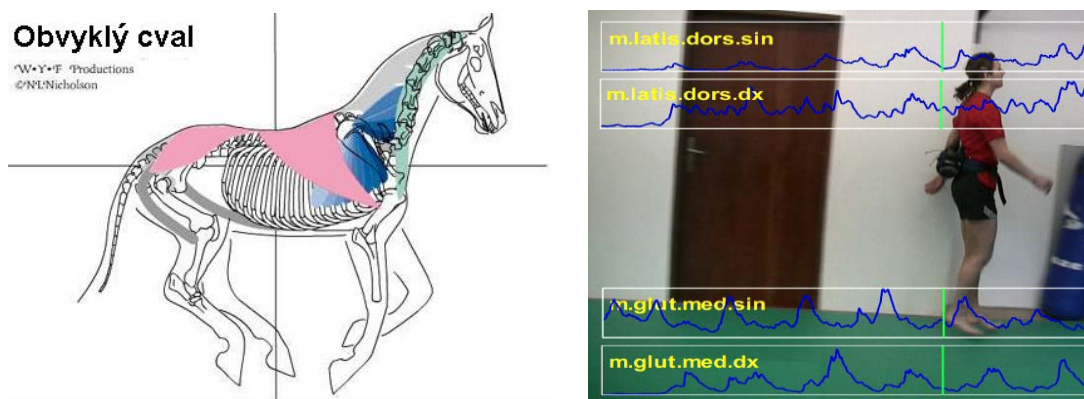 Obvyklý cval
W•Y•F Productions
©N'L'Nicholson
m.latis.dors.sin
m.latis.dors.dx
m.glut.med.sin
m.glut.med.dx